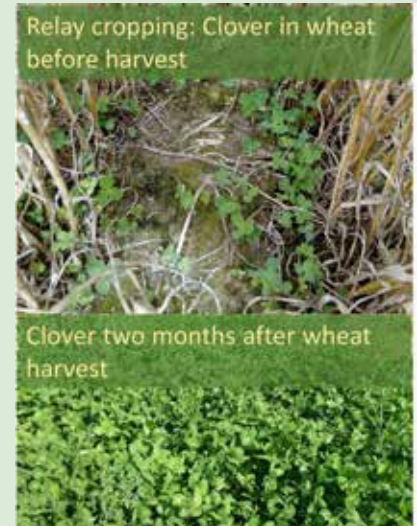 Relay cropping: Clover in wheat
before harvest
Clover two months after wheat
harvest